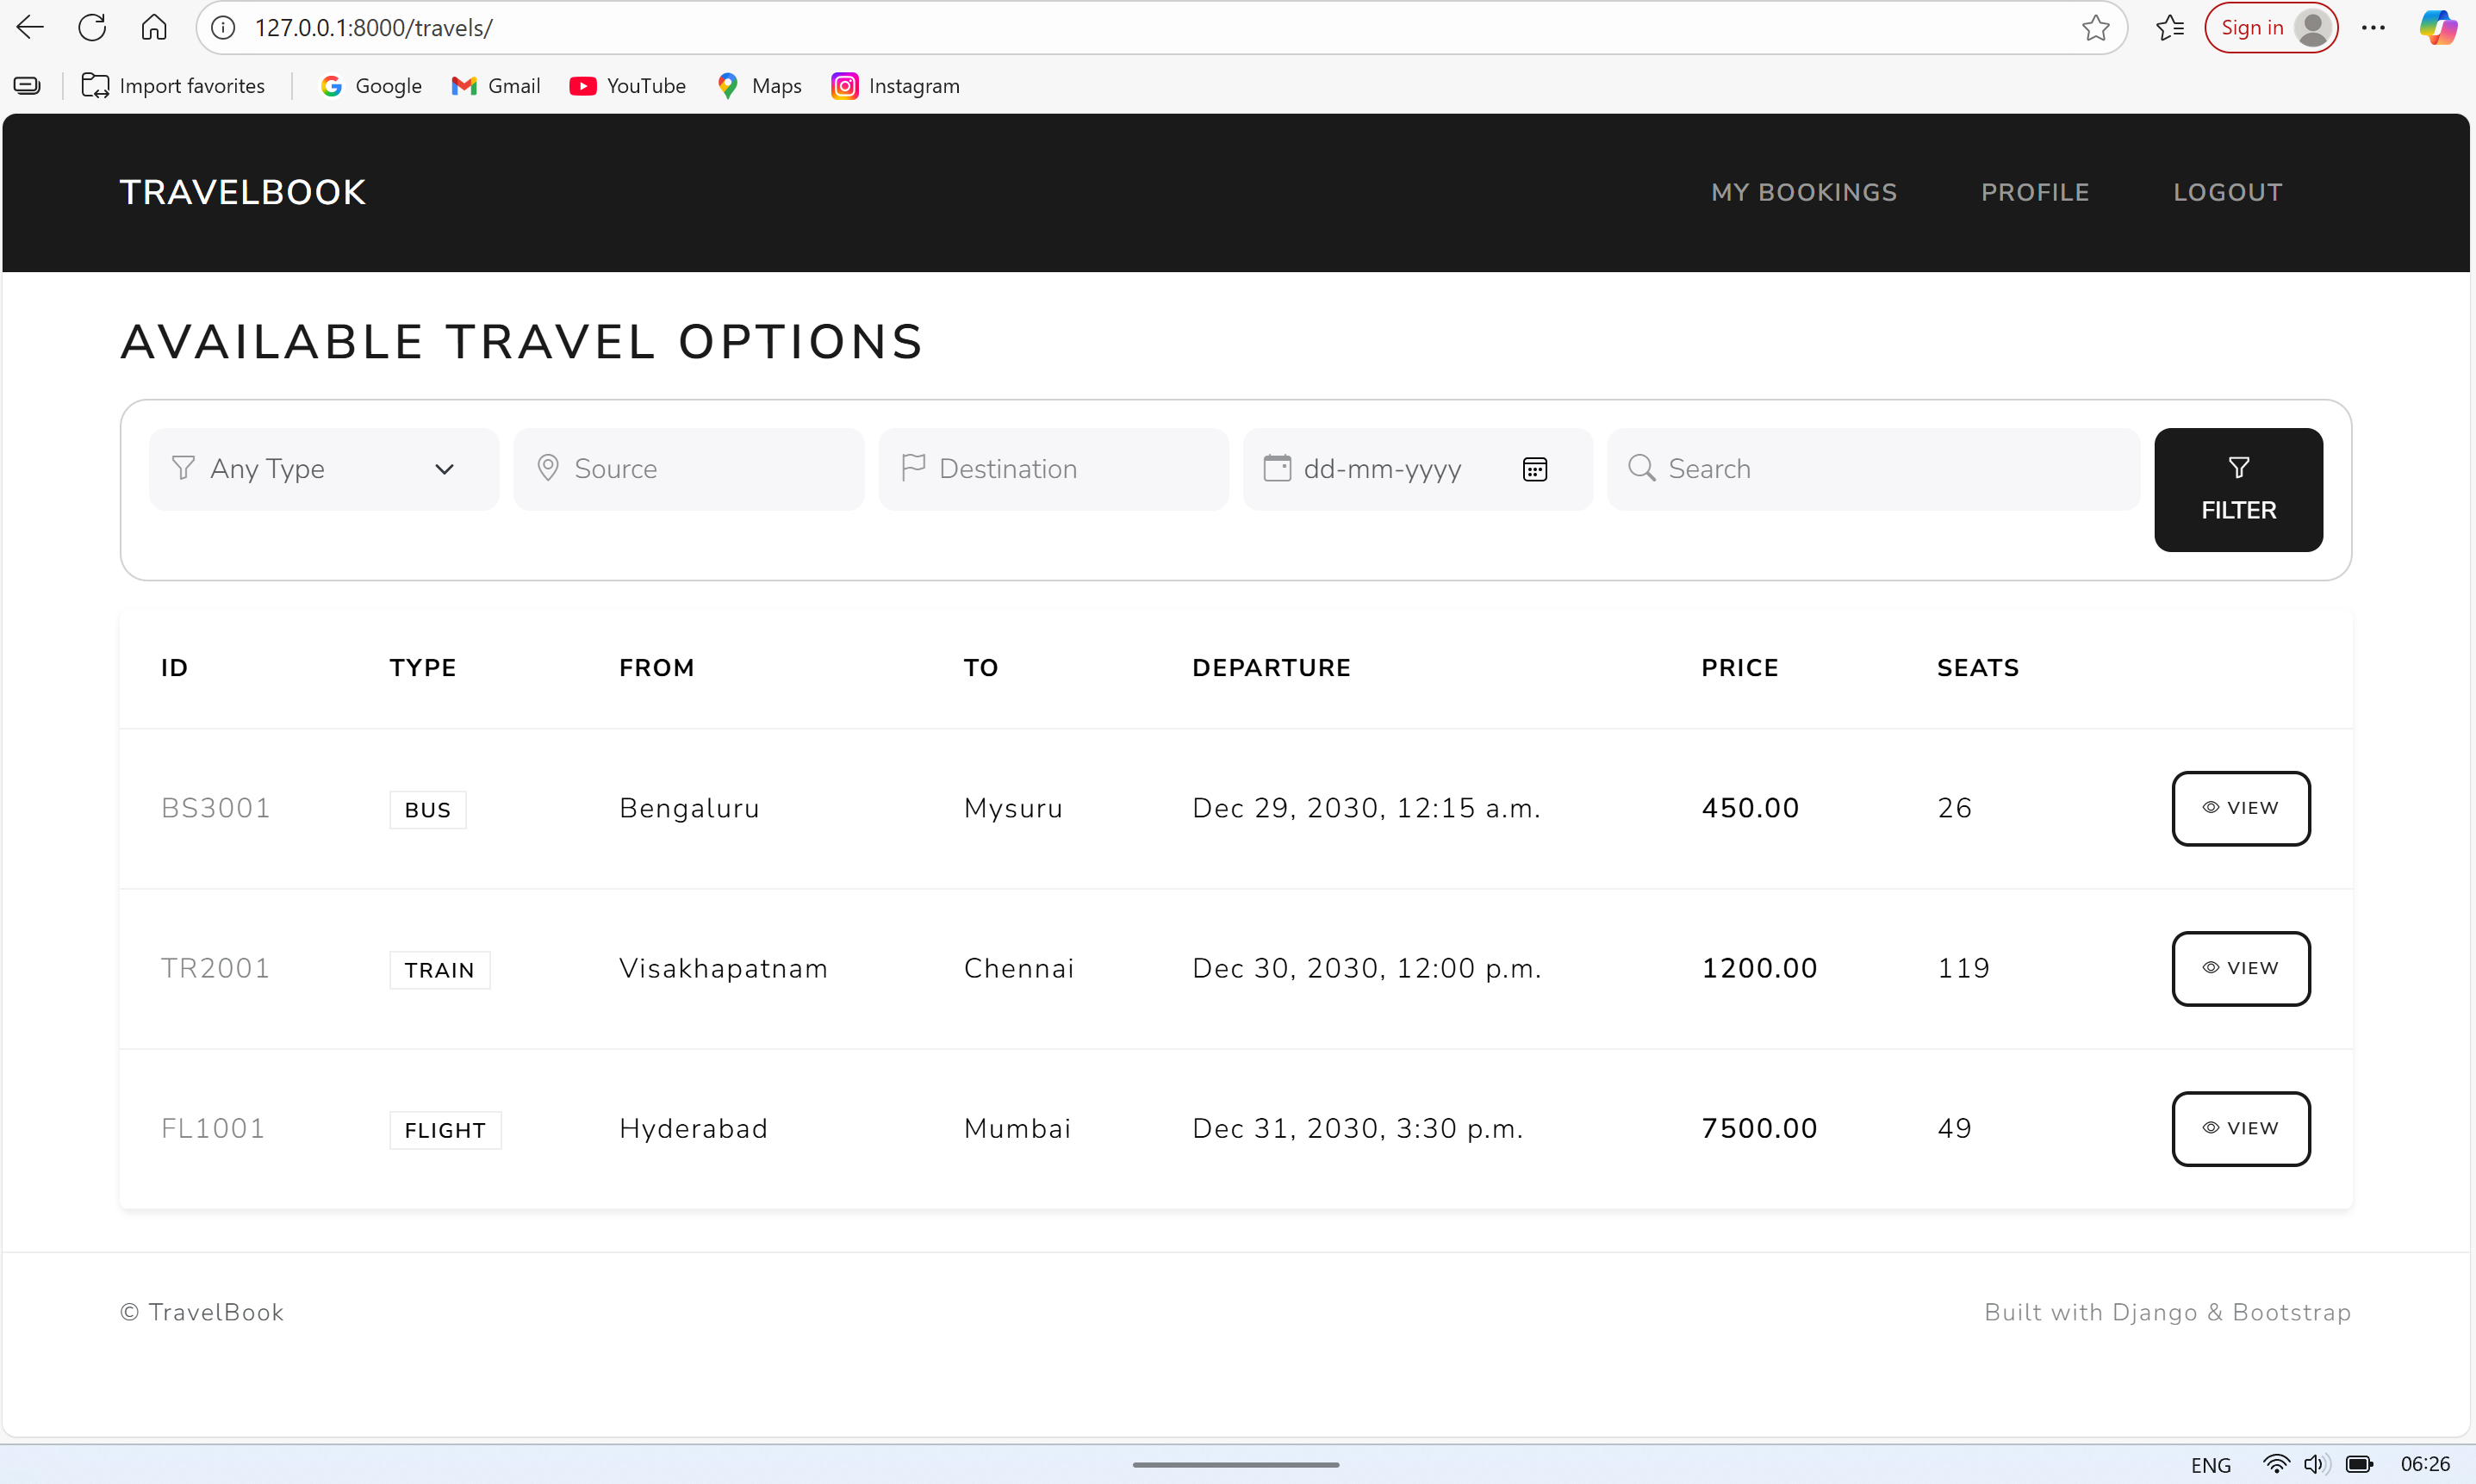 127.0.0.1:8000/travels/
Sign in
Import favorites
Google
Gmail
YouTube
Maps
Instagram
TRAVELBOOK
MY BOOKINGS
PROFILE
LOGOUT
AVAILABLE TRAVEL OPTIONS
Any Type
Source
Destination
dd-mm-yyyy
Search
FILTER
ID TYPE FROM TO DEPARTURE PRICE SEATS
BS3001 BUS Bengaluru Mysuru Dec 29, 2030, 12:15 a.m. 450.00 26 VIEW
TR2001 TRAIN Visakhapatnam Chennai Dec 30, 2030, 12:00 p.m. 1200.00 119 VIEW
FL1001 FLIGHT Hyderabad Mumbai Dec 31, 2030, 3:30 p.m. 7500.00 49 VIEW
© TravelBook
Built with Django & Bootstrap
ENG
06:26